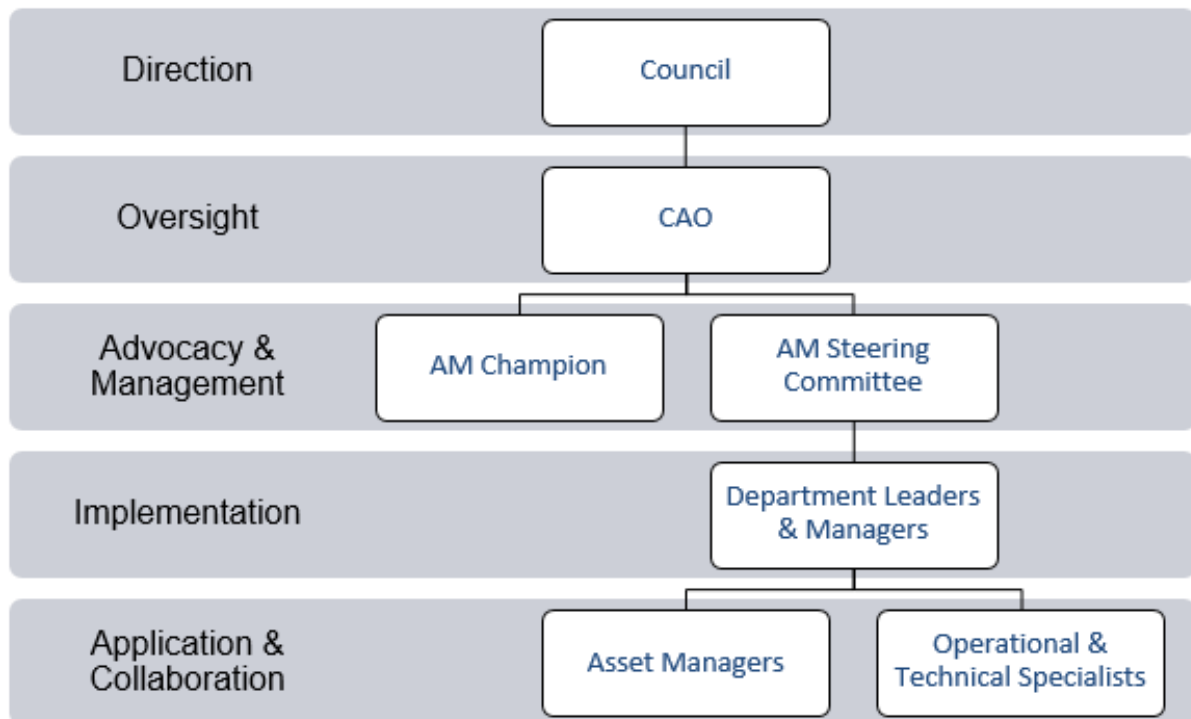 Direction
Council
Oversight
CAO
Advocacy &
Management
AM Champion
AM Steering
Committee
Implementation
Department Leaders
& Managers
Application &
Collaboration
Asset Managers
Operational &
Technical Specialists